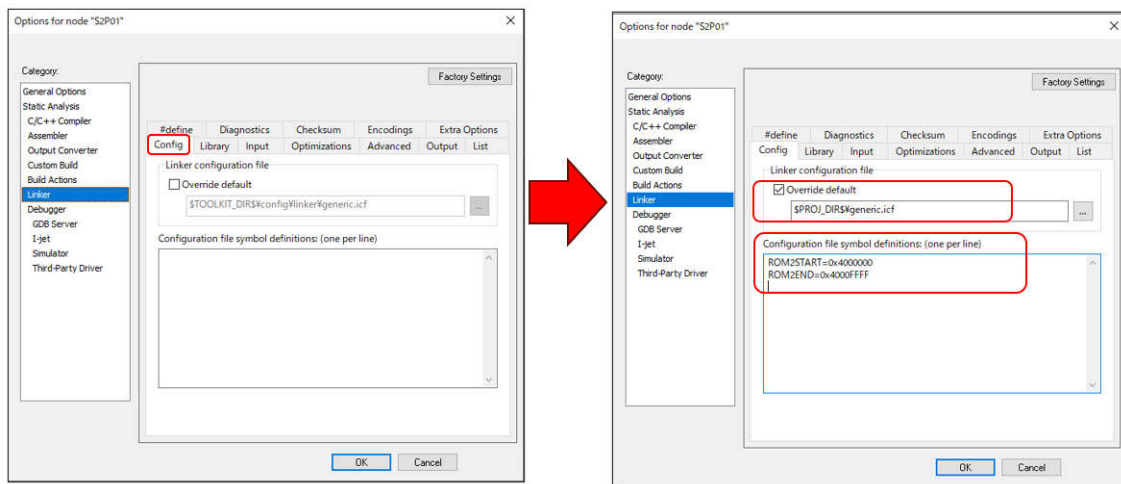 Options for node "S2P01"
Category:
General Options
Static Analysis
C/C++ Compiler
Assembler
Output Converter
Custom Build
Build Actions
Linker
Debugger
GDB Server
I-jet
Simulator
Third-Party Driver
Factory Settings
#define Diagnostics Checksum Encodings Extra Options
Config Library Input Optimizations Advanced Output List
Linker configuration file
Override default
$TOOLKIT_DIR$¥config¥linker¥generic.icf
...
Configuration file symbol definitions: (one per line)
OK Cancel
Options for node "S2P01"
Category:
General Options
Static Analysis
C/C++ Compiler
Assembler
Output Converter
Custom Build
Build Actions
Linker
Debugger
GDB Server
I-jet
Simulator
Third-Party Driver
Factory Settings
#define Diagnostics Checksum Encodings Extra Options
Config Library Input Optimizations Advanced Output List
Linker configuration file
Override default
$PROJ_DIR$¥generic.icf
...
Configuration file symbol definitions: (one per line)
ROM2START=0x4000000
ROM2END=0x4000FFFF
OK Cancel